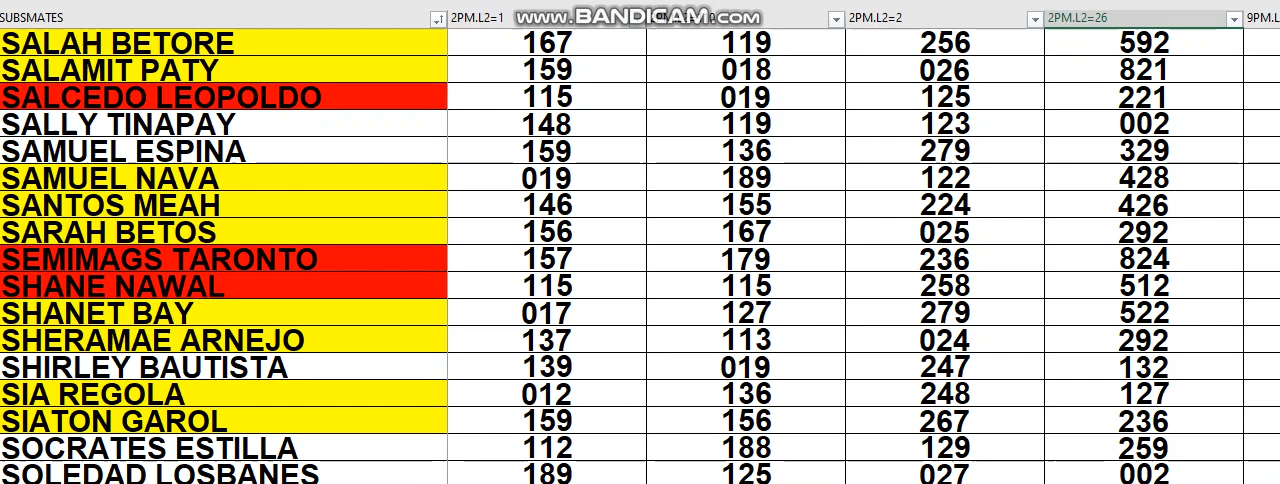 SUBSMATES 2PM.L2=1 www.BANDICAM.com 2PM.L2=2 2PM.L2=26 9PM.L
SALAH BETORE 167 119 256 592
SALAMIT PATY 159 018 026 821
SALCEDO LEOPOLDO 115 019 125 221
SALLY TINAPAY 148 119 123 002
SAMUEL ESPINA 159 136 279 329
SAMUEL NAVA 019 189 122 428
SANTOS MEAH 146 155 224 426
SARAH BETOS 156 167 025 292
SEMIMAGS TARONTO 157 179 236 824
SHANE NAWAL 115 115 258 512
SHANET BAY 017 127 279 522
SHERAMAE ARNEJO 137 113 024 292
SHIRLEY BAUTISTA 139 019 247 132
SIA REGOLA 012 136 248 127
SIATON GAROL 159 156 267 236
SOCRATES ESTILLA 112 188 129 259
SOLEDAD LOSBANES 189 125 027 002